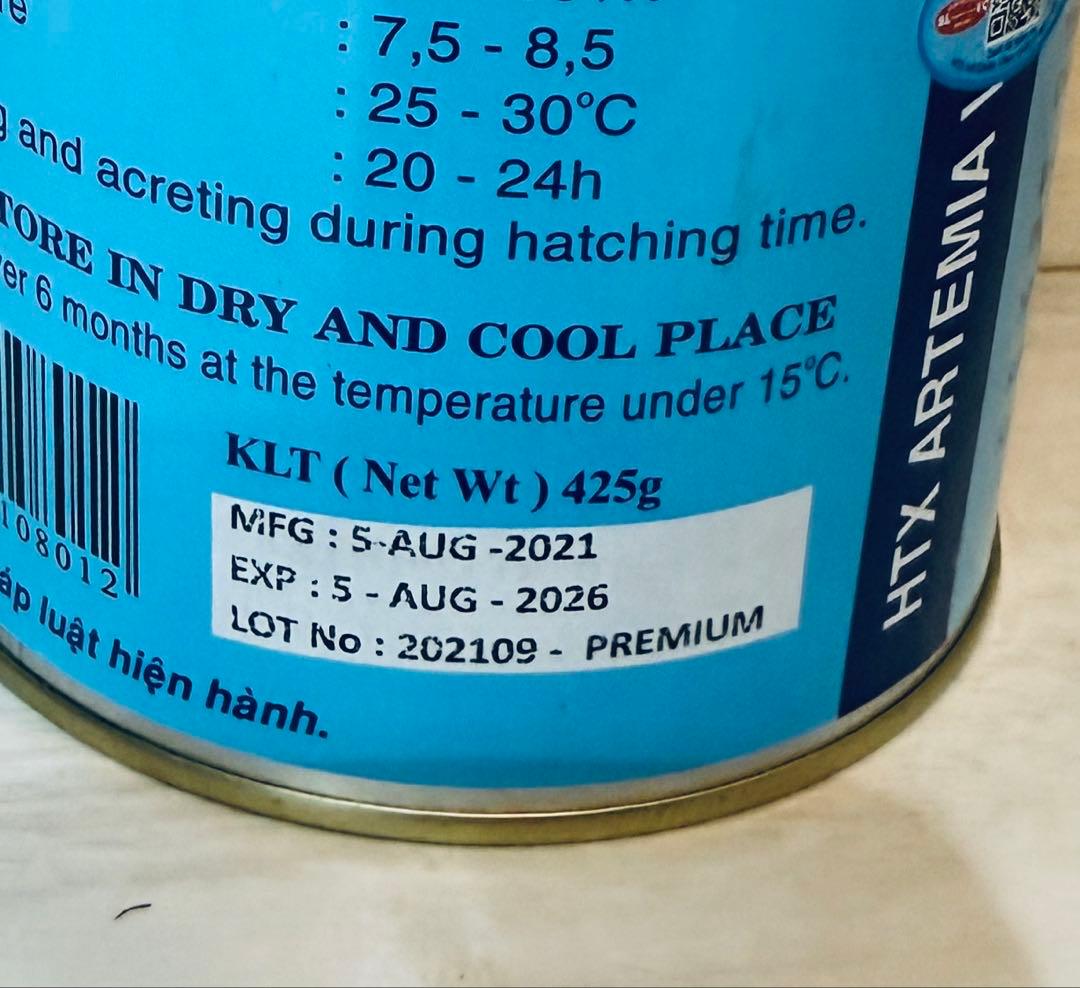 : 7,5 - 8,5
: 25 - 30°C
: 20 - 24h
and acreting during hatching time.
TORE IN DRY AND COOL PLACE
er 6 months at the temperature under 15°C.
KLT ( Net Wt ) 425g
MFG : 5-AUG -2021
EXP : 5 - AUG - 2026
LOT No : 202109 - PREMIUM
108012
áp luật hiện hành.
HTX ARTEMIA